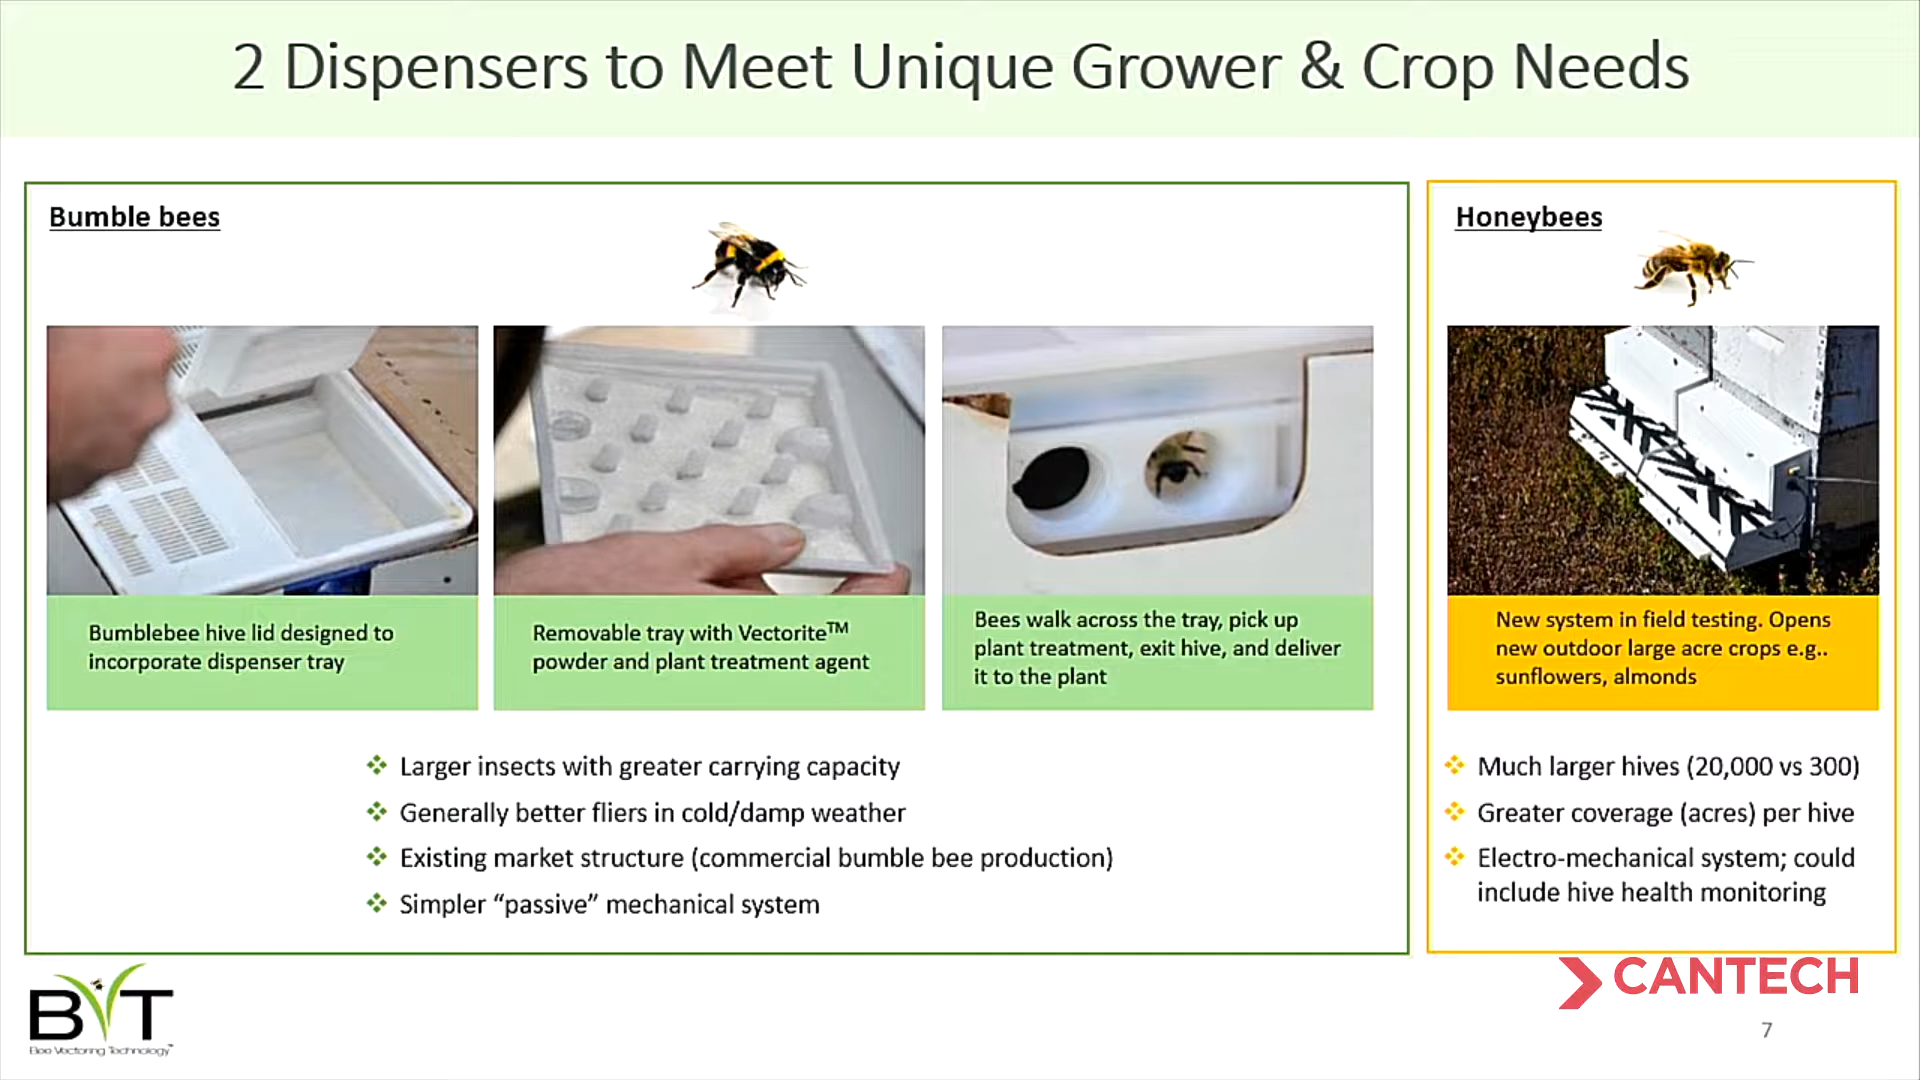 2 Dispensers to Meet Unique Grower & Crop Needs
Bumble bees
Bumblebee hive lid designed to
incorporate dispenser tray
Removable tray with Vectorite™
powder and plant treatment agent
Bees walk across the tray, pick up
plant treatment, exit hive, and deliver
it to the plant
❖ Larger insects with greater carrying capacity
❖ Generally better fliers in cold/damp weather
❖ Existing market structure (commercial bumble bee production)
❖ Simpler “passive” mechanical system
Honeybees
New system in field testing. Opens
new outdoor large acre crops e.g..
sunflowers, almonds
❖ Much larger hives (20,000 vs 300)
❖ Greater coverage (acres) per hive
❖ Electro-mechanical system; could
include hive health monitoring
BVT
Bee Vectoring Technology™
CANTECH
7